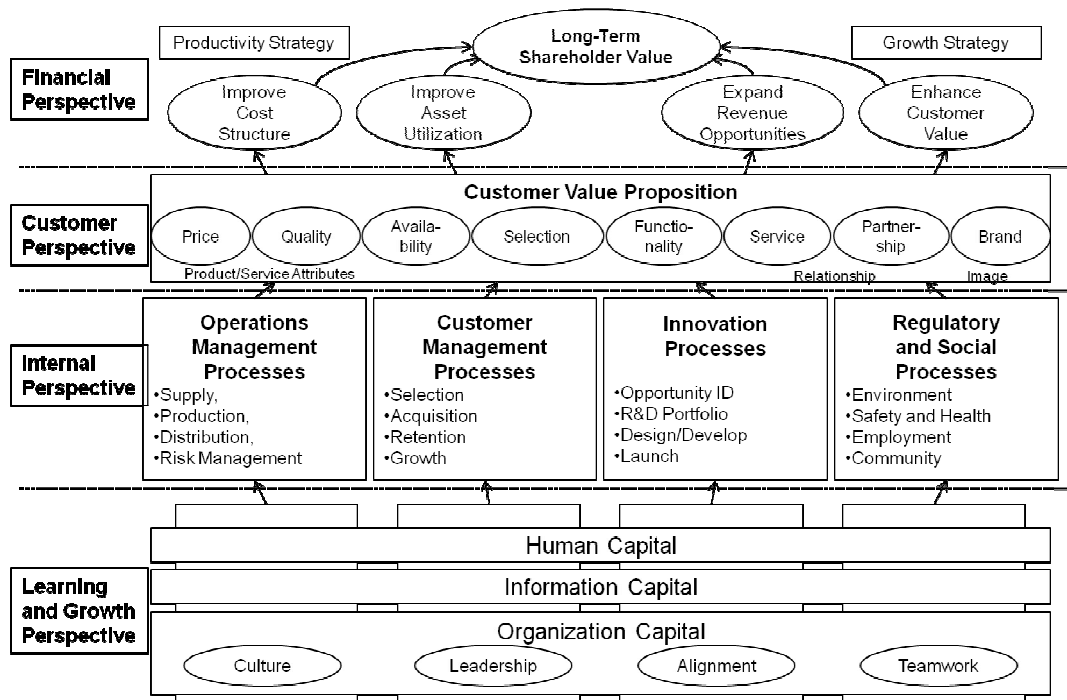 Productivity Strategy
Long-Term
Shareholder Value
Growth Strategy
Financial
Perspective
Improve
Cost
Structure
Improve
Asset
Utilization
Expand
Revenue
Opportunities
Enhance
Customer
Value
Customer Value Proposition
Customer
Perspective
Price
Quality
Availa-
bility
Selection
Functio-
nality
Service
Partner-
ship
Brand
Product/Service Attributes
Relationship
Image
Internal
Perspective
Operations
Management
Processes
•Supply,
•Production,
•Distribution,
•Risk Management
Customer
Management
Processes
•Selection
•Acquisition
•Retention
•Growth
Innovation
Processes
•Opportunity ID
•R&D Portfolio
•Design/Develop
•Launch
Regulatory
and Social
Processes
•Environment
•Safety and Health
•Employment
•Community
Learning
and Growth
Perspective
Human Capital
Information Capital
Organization Capital
Culture
Leadership
Alignment
Teamwork